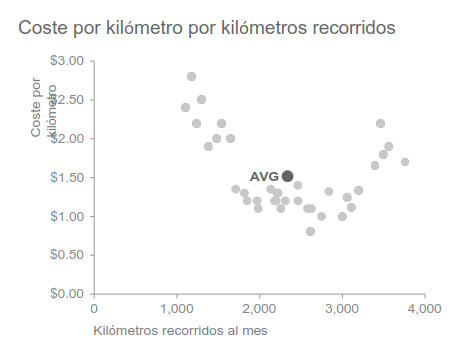 Coste por kilómetro por kilómetros recorridos
Coste por
kilómetro
$3.00
$2.50
$2.00
$1.50
$1.00
$0.50
$0.00
AVG
0 1,000 2,000 3,000 4,000
Kilómetros recorridos al mes